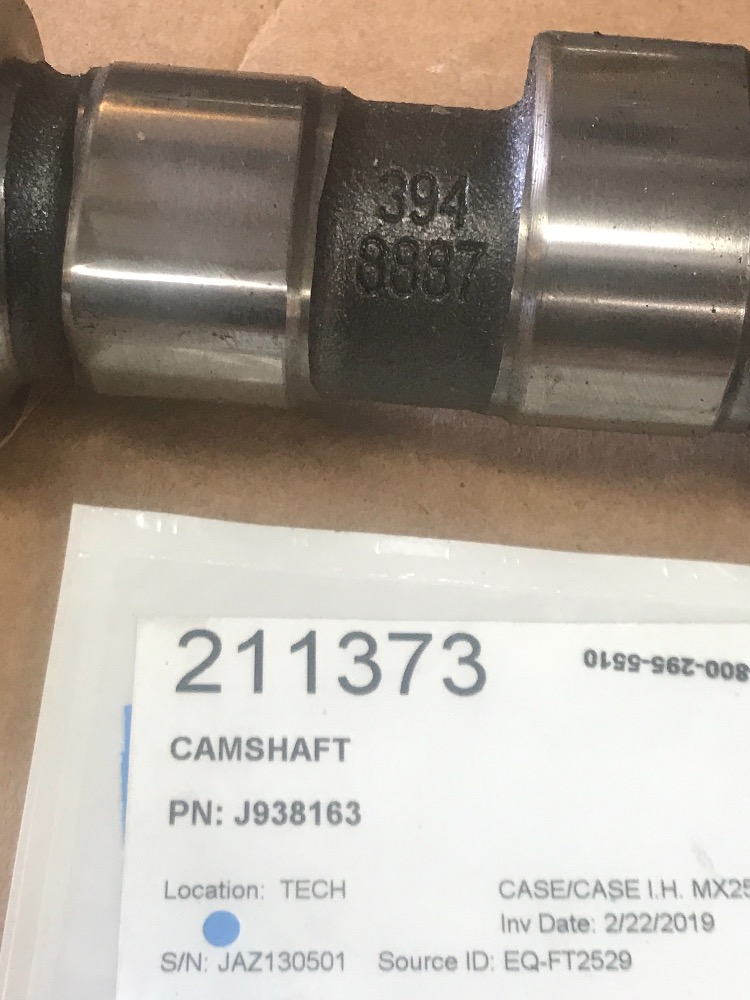 394
8887
211373
800-295-5510
CAMSHAFT
PN: J938163
Location: TECH
CASE/CASE I.H. MX25
Inv Date: 2/22/2019
S/N: JAZ130501 Source ID: EQ-FT2529